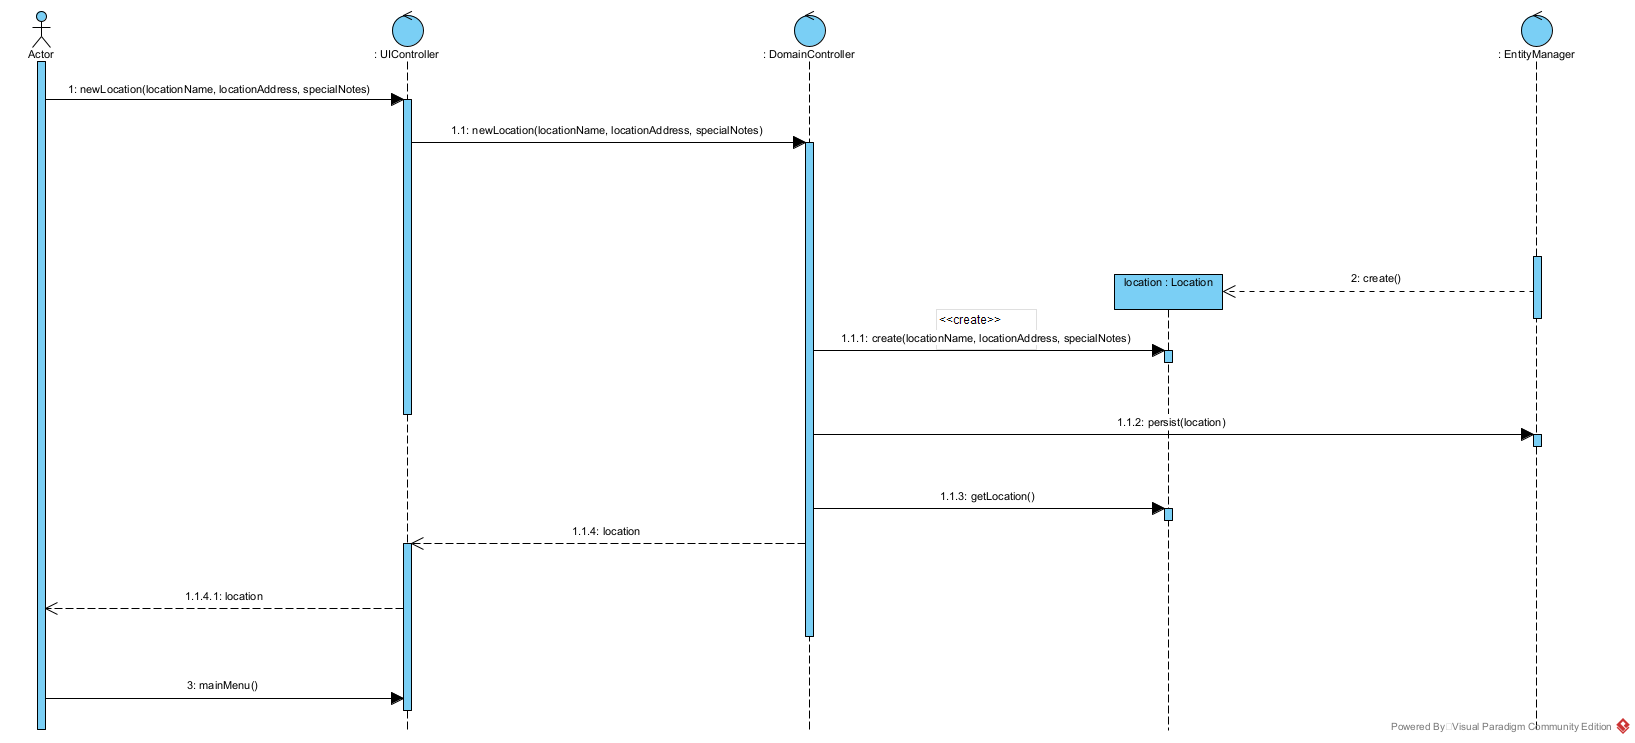 Actor
: UIController
: DomainController
: EntityManager
1: newLocation(locationName, locationAddress, specialNotes)
1.1: newLocation(locationName, locationAddress, specialNotes)
2: create()
location : Location
<<create>>
1.1.1: create(locationName, locationAddress, specialNotes)
1.1.2: persist(location)
1.1.3: getLocation()
1.1.4: location
1.1.4.1: location
3: mainMenu()
Powered By Visual Paradigm Community Edition